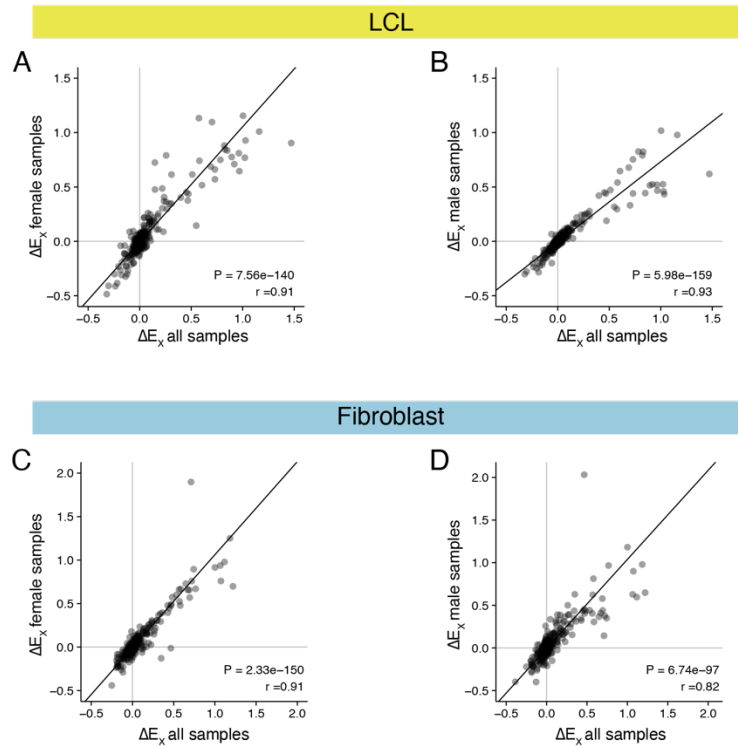 LCL
A
1.5
1.0
0.5
0.0
−0.5
ΔEx female samples
P = 7.56e−140
r =0.91
−0.5 0.0 0.5 1.0 1.5
ΔEx all samples
B
1.5
1.0
0.5
0.0
−0.5
ΔEx male samples
P = 5.98e−159
r =0.93
−0.5 0.0 0.5 1.0 1.5
ΔEx all samples
Fibroblast
C
2.0
1.5
1.0
0.5
0.0
−0.5
ΔEx female samples
P = 2.33e−150
r =0.91
−0.5 0.0 0.5 1.0 1.5 2.0
ΔEx all samples
D
2.0
1.5
1.0
0.5
0.0
−0.5
ΔEx male samples
P = 6.74e−97
r =0.82
−0.5 0.0 0.5 1.0 1.5 2.0
ΔEx all samples